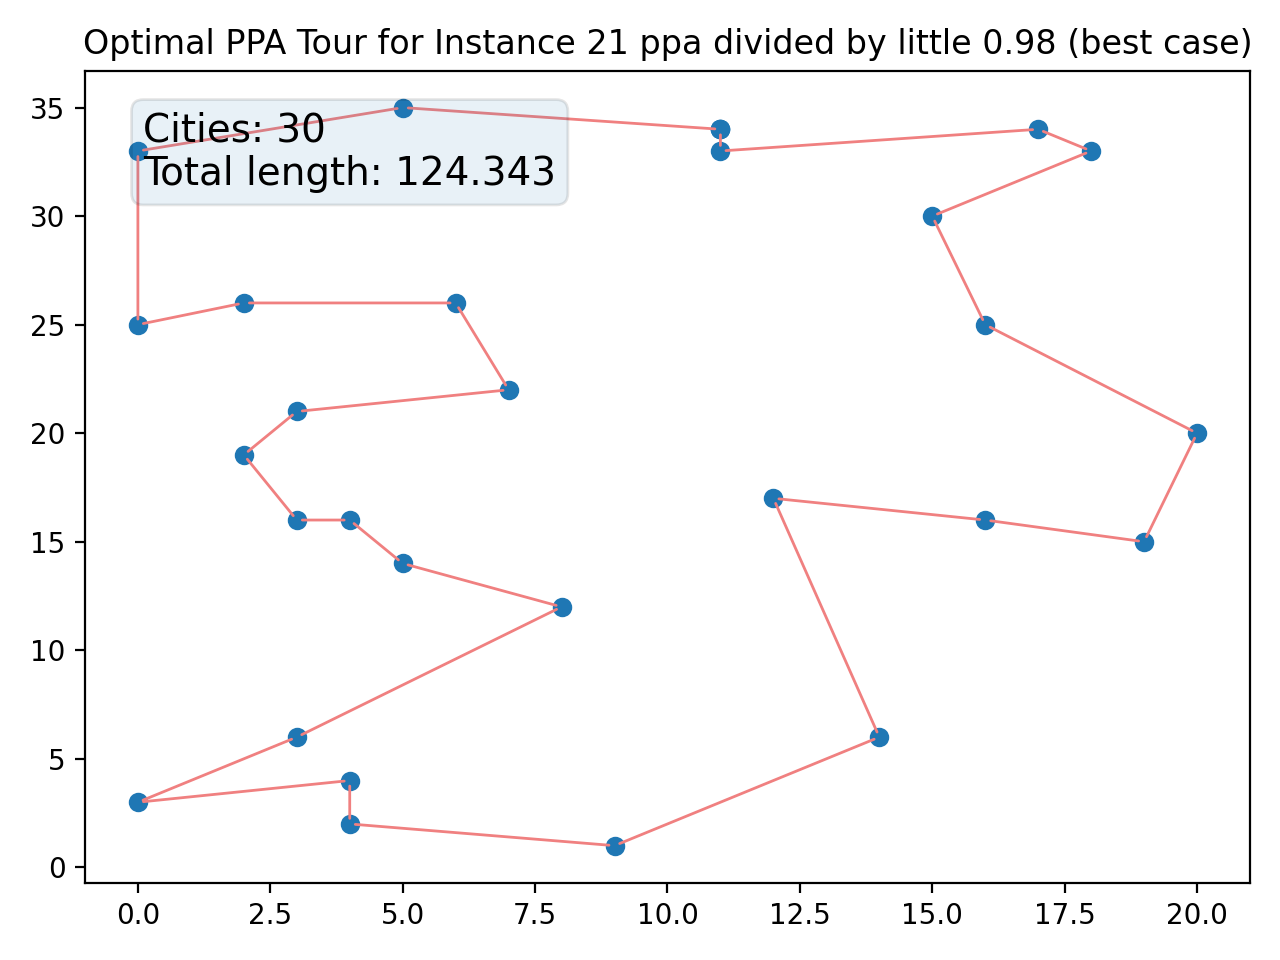 Optimal PPA Tour for Instance 21 ppa divided by little 0.98 (best case)
Cities: 30
Total length: 124.343
35
30
25
20
15
10
5
0
0.0 2.5 5.0 7.5 10.0 12.5 15.0 17.5 20.0